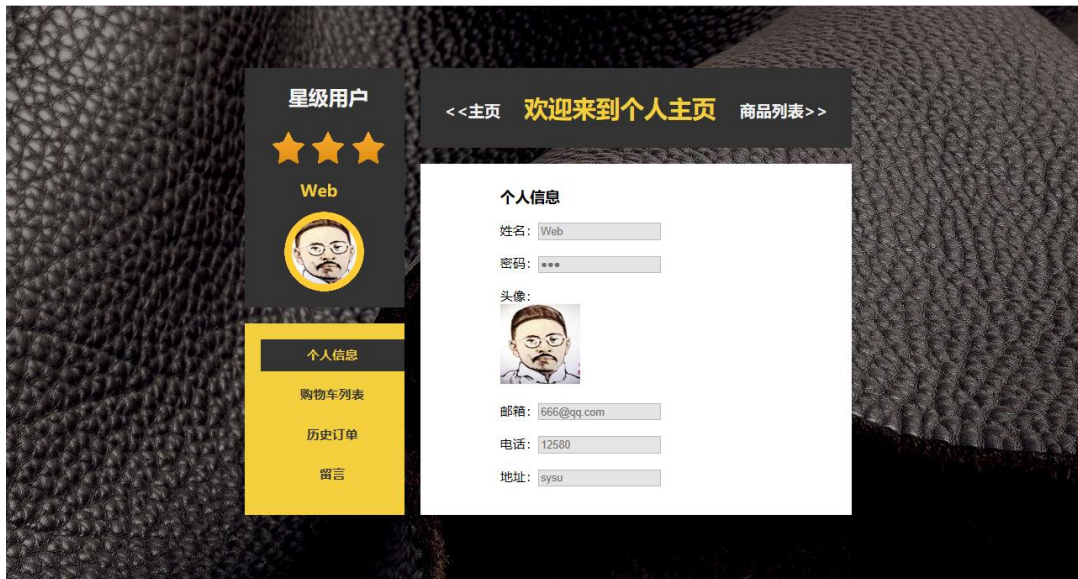 星级用户
Web
个人信息
购物车列表
历史订单
留言
<<主页 欢迎来到个人主页 商品列表>>
个人信息
姓名: Web
密码: •••
头像:
邮箱: 666@qq.com
电话: 12580
地址: sysu